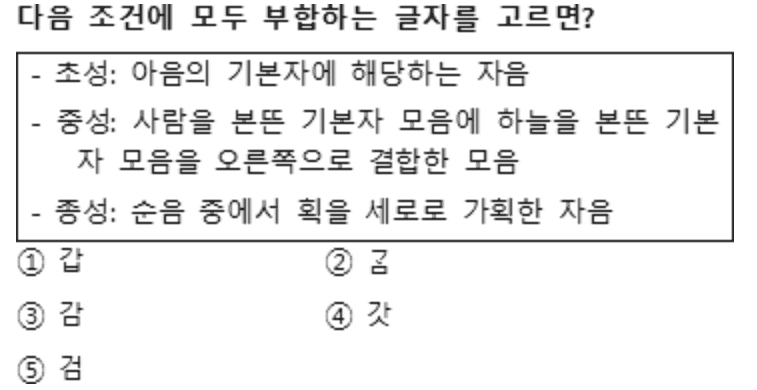 다음 조건에 모두 부합하는 글자를 고르면?
- 초성: 아음의 기본자에 해당하는 자음
- 중성: 사람을 본뜬 기본자 모음에 하늘을 본뜬 기본
자 모음을 오른쪽으로 결합한 모음
- 종성: 순음 중에서 획을 세로로 가획한 자음
① 갑
②
③ 감
④ 갓
⑤ 검